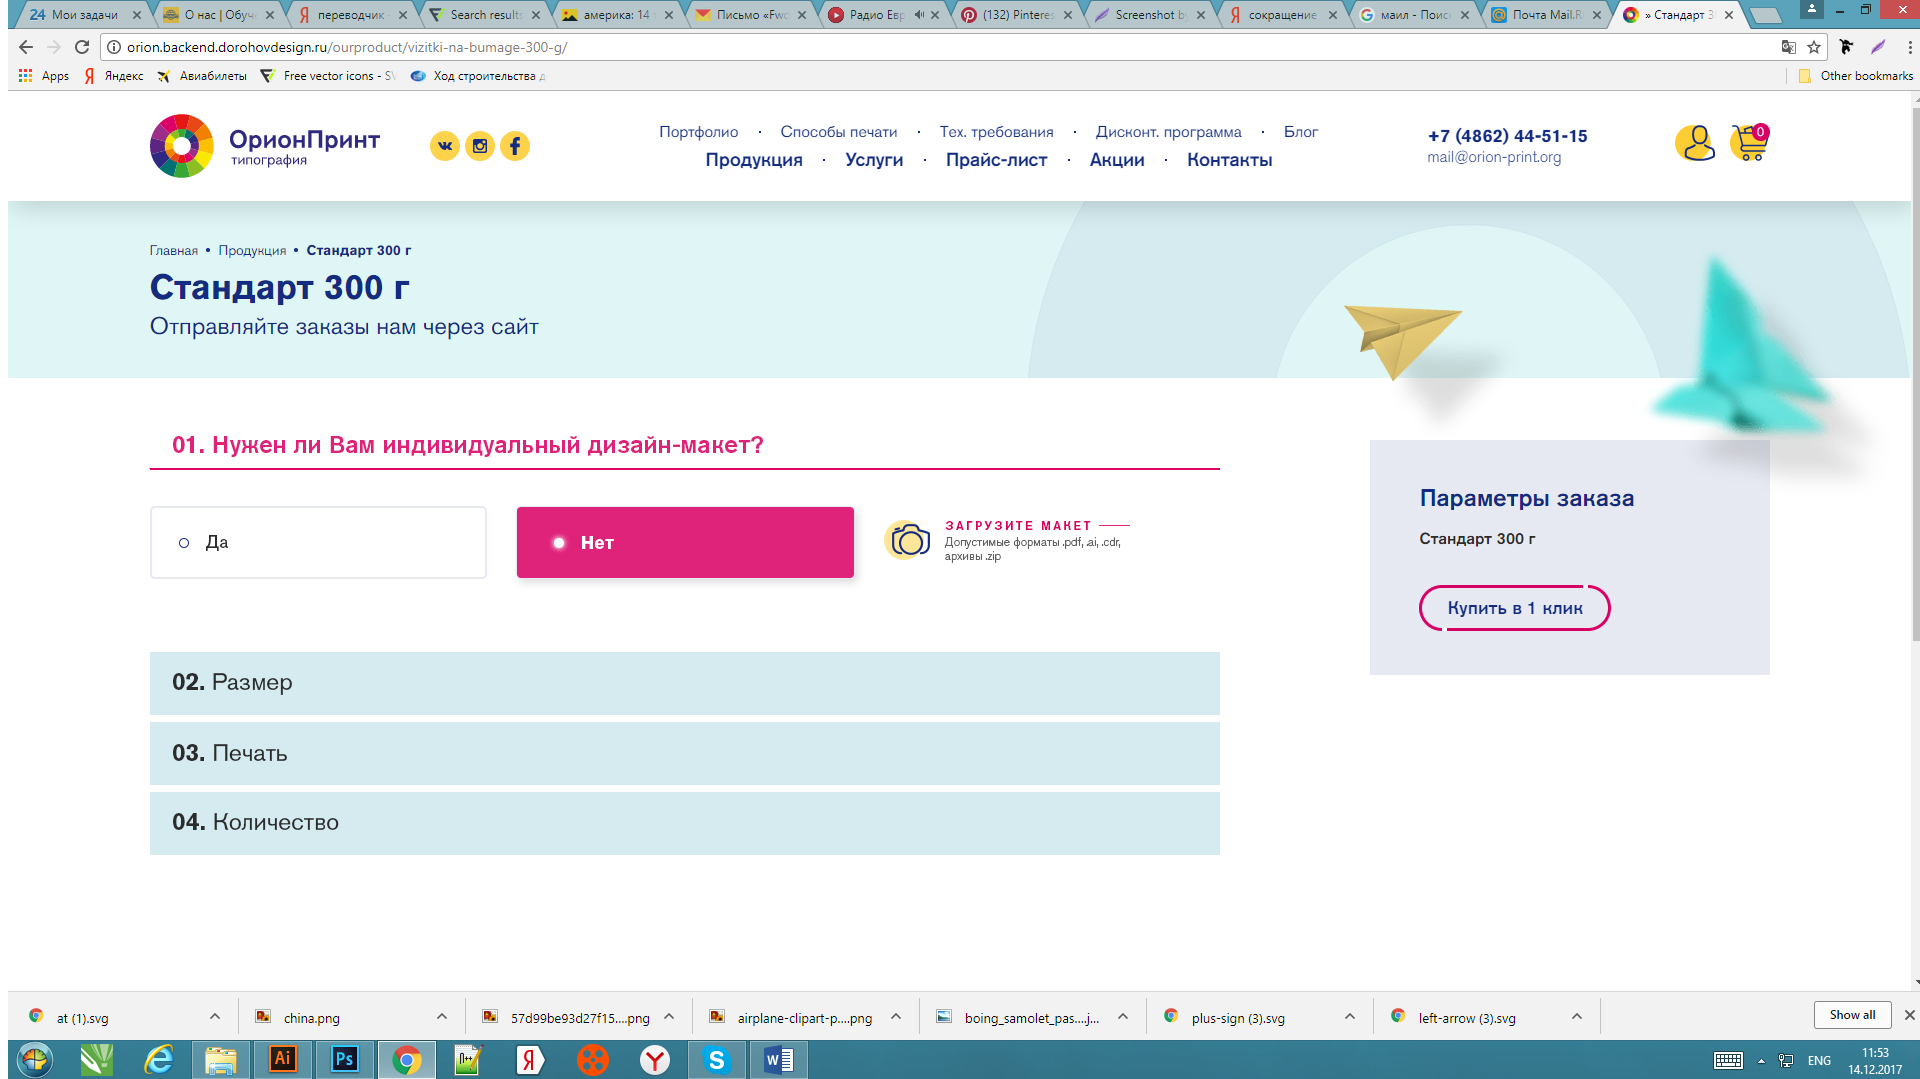 24 Мои задачи
О нас | Обуч
переводчик
Search results
америка: 14
Письмо «Fwd
Радио Евр
(132) Pinteres
Screenshot by
сокращение
маил - Поис
Почта Mail.R
» Стандарт 3
orion.backend.dorohovdesign.ru/ourproduct/vizitki-na-bumage-300-g/
Apps
Яндекс
Авиабилеты
Free vector icons - SV
Ход строительства д
Other bookmarks
ОрионПринт
типография
Портфолио · Способы печати · Тех. требования · Дисконт. программа · Блог
Продукция · Услуги · Прайс-лист · Акции · Контакты
+7 (4862) 44-51-15
mail@orion-print.org
0
Главная • Продукция • Стандарт 300 г
Стандарт 300 г
Отправляйте заказы нам через сайт
01. Нужен ли Вам индивидуальный дизайн-макет?
Да
Нет
ЗАГРУЗИТЕ МАКЕТ
Допустимые форматы .pdf, .ai, .cdr,
архивы .zip
02. Размер
03. Печать
04. Количество
Параметры заказа
Стандарт 300 г
Купить в 1 клик
at (1).svg
china.png
57d99be93d27f15....png
airplane-clipart-p....png
boing_samolet_pas....j...
plus-sign (3).svg
left-arrow (3).svg
Show all
ENG
11:53
14.12.2017